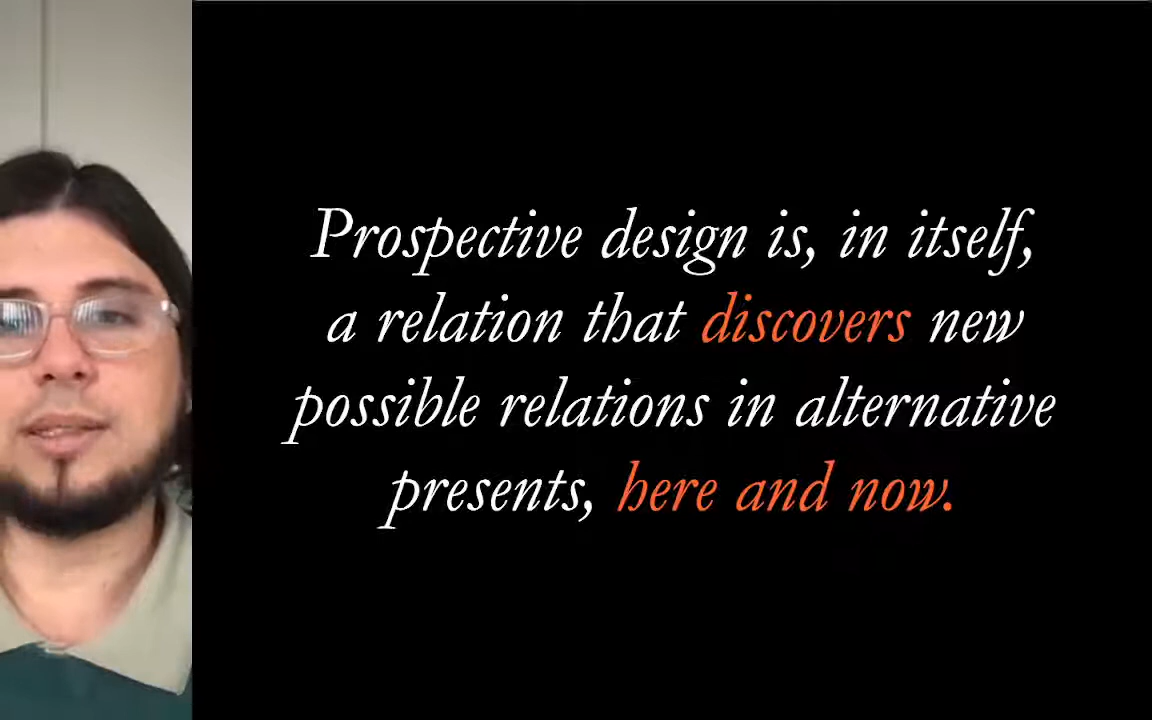 Prospective design is, in itself,
a relation that discovers new
possible relations in alternative
presents, here and now.